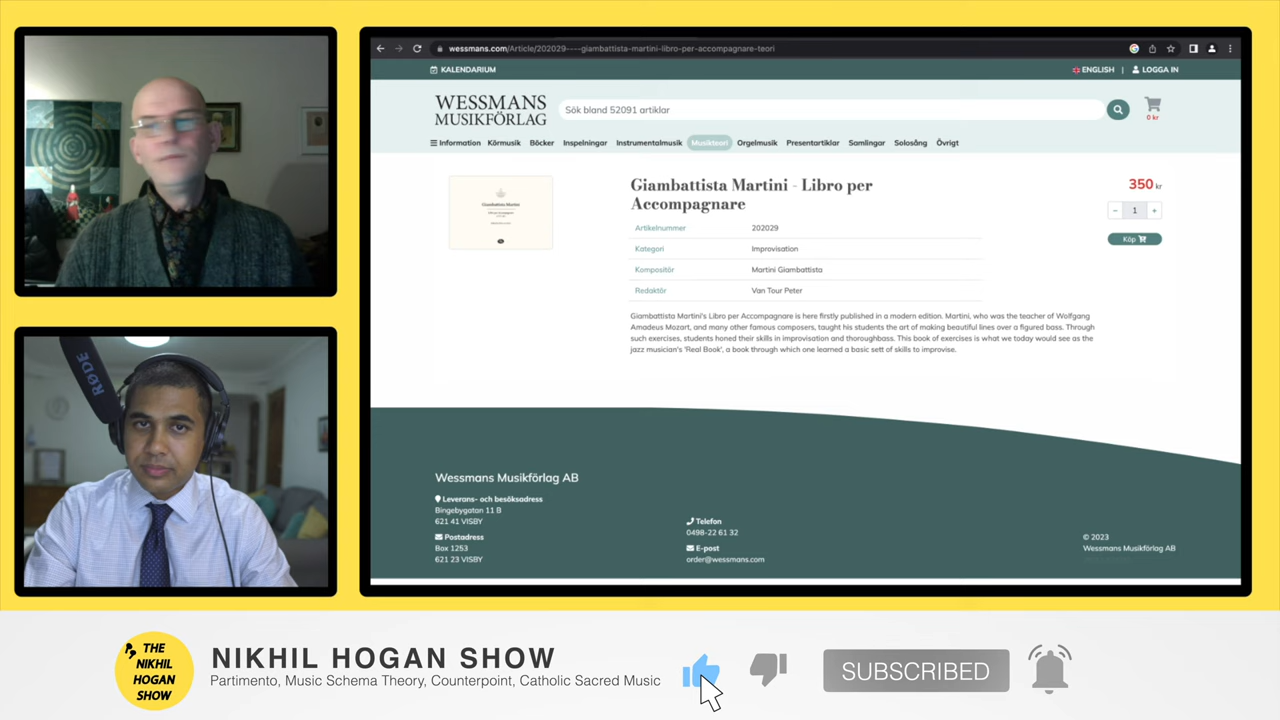 wessmans.com/Article/202029----giambattista-martini-libro-per-accompagnare-teori
KALENDARIUM
ENGLISH | LOGGA IN
WESSMANS
MUSIKFÖRLAG
Sök bland 52091 artiklar
0 kr
Information Körmusik Böcker Inspelningar Instrumentalmusik Musikteori Orgelmusik Presentartiklar Samlingar Solosång Övrigt
Giambattista Martini
Giambattista Martini - Libro per
Accompagnare
350 kr
− 1 +
Köp
Artikelnummer 202029
Kategori Improvisation
Kompositör Martini Giambattista
Redaktör Van Tour Peter
Giambattista Martini's Libro per Accompagnare is here firstly published in a modern edition. Martini, who was the teacher of Wolfgang
Amadeus Mozart, and many other famous composers, taught his students the art of making beautiful lines over a figured bass. Through
such exercises, students honed their skills in improvisation and thoroughbass. This book of exercises is what we today would see as the
jazz musician's 'Real Book', a book through which one learned a basic sett of skills to improvise.
Wessmans Musikförlag AB
Leverans- och besöksadress
Bingebygatan 11 B
621 41 VISBY
Postadress
Box 1253
621 23 VISBY
Telefon
0498-22 61 32
E-post
order@wessmans.com
© 2023
Wessmans Musikförlag AB
RØDE
THE
NIKHIL
HOGAN
SHOW
NIKHIL HOGAN SHOW
Partimento, Music Schema Theory, Counterpoint, Catholic Sacred Music
SUBSCRIBED